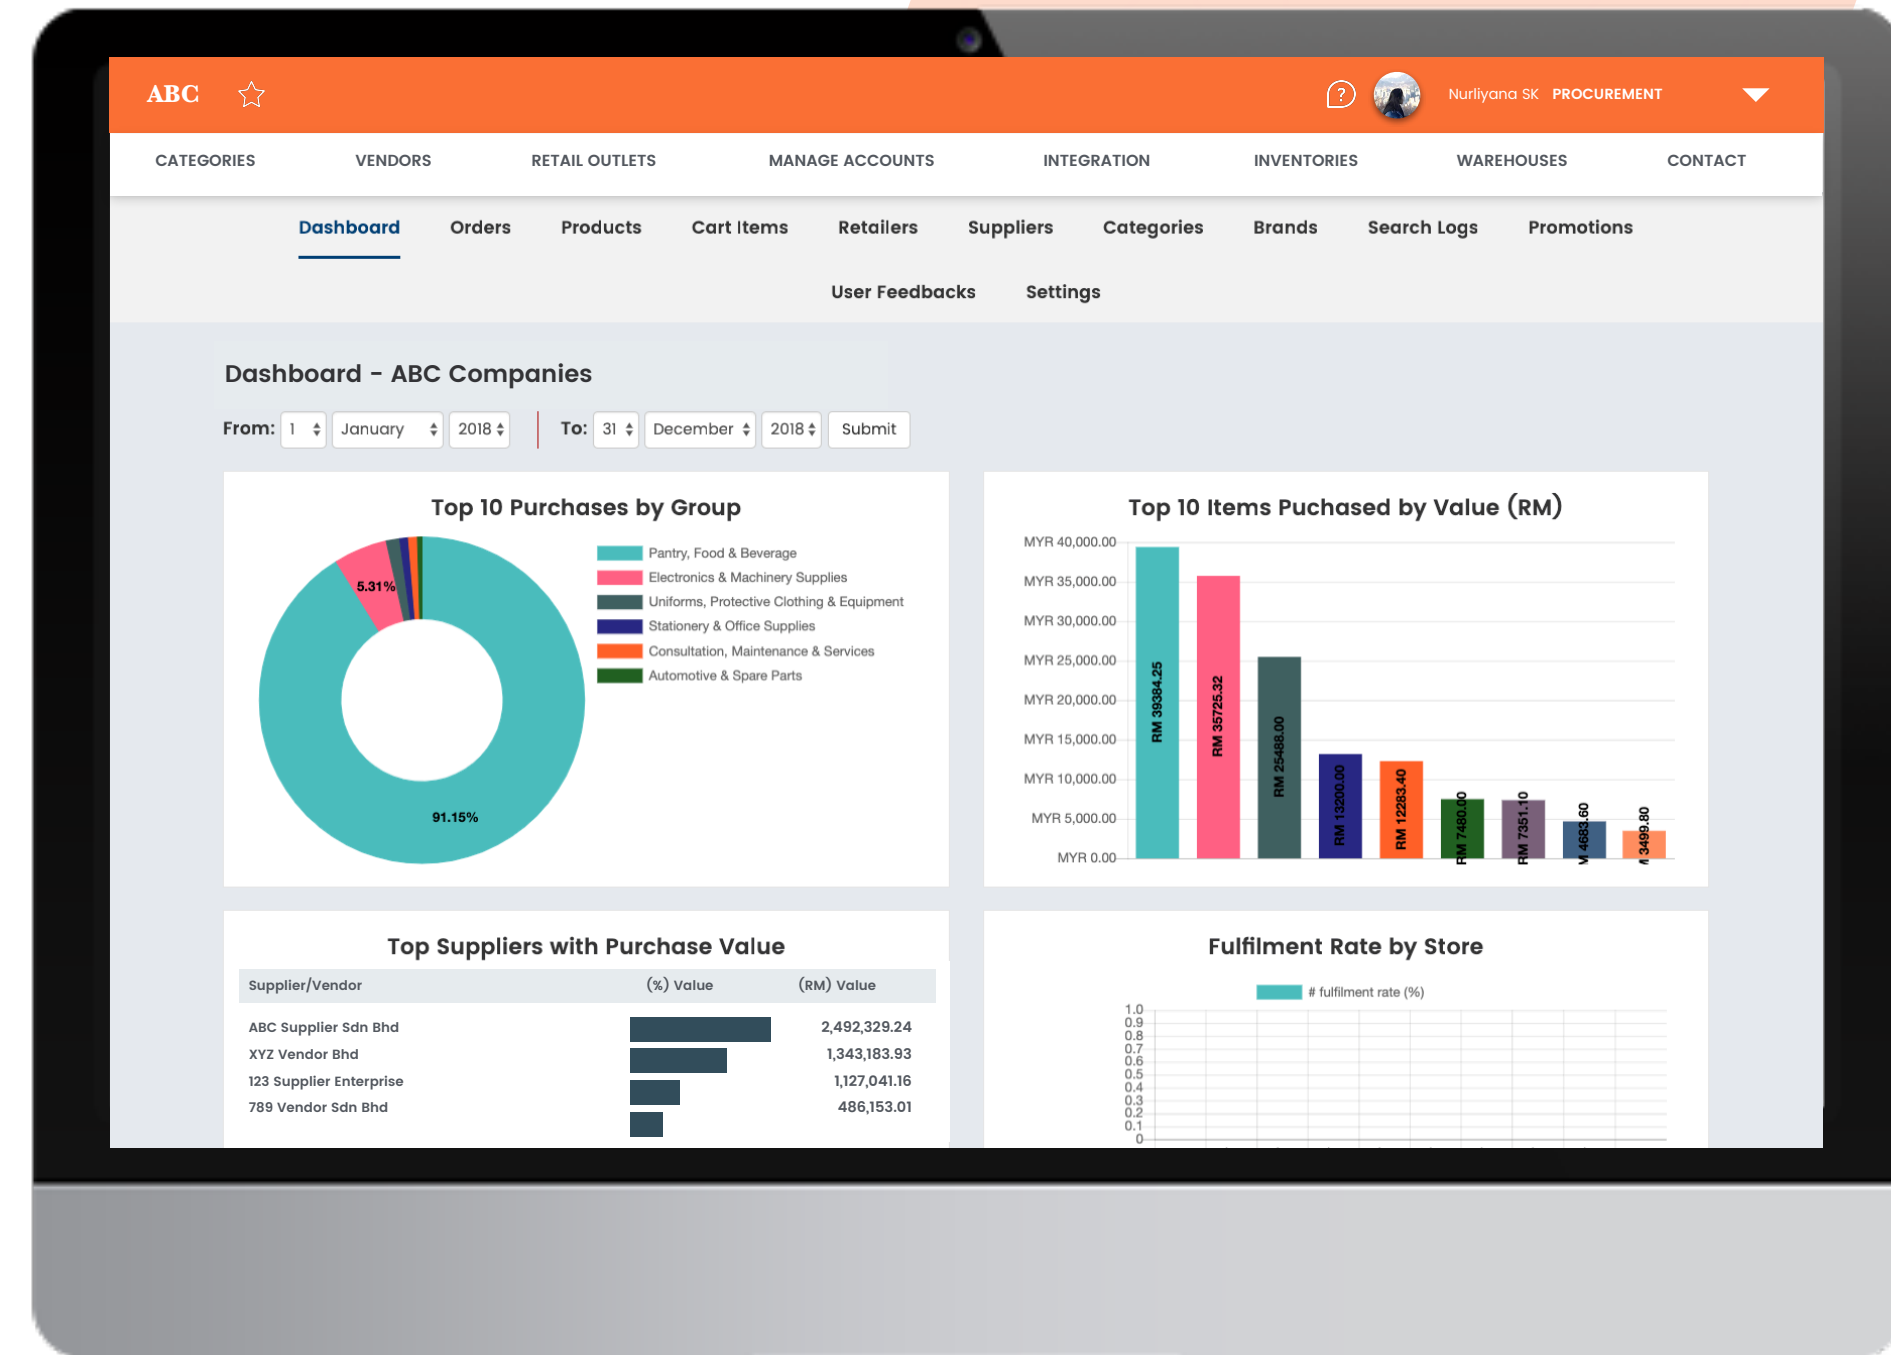 ABC
? Nurliyana SK PROCUREMENT
CATEGORIES VENDORS RETAIL OUTLETS MANAGE ACCOUNTS INTEGRATION INVENTORIES WAREHOUSES CONTACT
Dashboard Orders Products Cart Items Retailers Suppliers Categories Brands Search Logs Promotions
User Feedbacks Settings
Dashboard - ABC Companies
From: 1 January 2018 To: 31 December 2018 Submit
Top 10 Purchases by Group
Pantry, Food & Beverage
Electronics & Machinery Supplies
Uniforms, Protective Clothing & Equipment
Stationery & Office Supplies
Consultation, Maintenance & Services
Automotive & Spare Parts
5.31%
91.15%
Top 10 Items Puchased by Value (RM)
MYR 40,000.00
MYR 35,000.00
MYR 30,000.00
MYR 25,000.00
MYR 20,000.00
MYR 15,000.00
MYR 10,000.00
MYR 5,000.00
MYR 0.00
RM 39384.25
RM 35725.32
RM 25488.00
RM 13200.00
RM 12283.40
RM 7480.00
RM 7351.10
M 4683.60
M 3499.80
Top Suppliers with Purchase Value
Supplier/Vendor (%) Value (RM) Value
ABC Supplier Sdn Bhd 2,492,329.24
XYZ Vendor Bhd 1,343,183.93
123 Supplier Enterprise 1,127,041.16
789 Vendor Sdn Bhd 486,153.01
Fulfilment Rate by Store
# fulfilment rate (%)
1.0
0.9
0.8
0.7
0.6
0.5
0.4
0.3
0.2
0.1
0